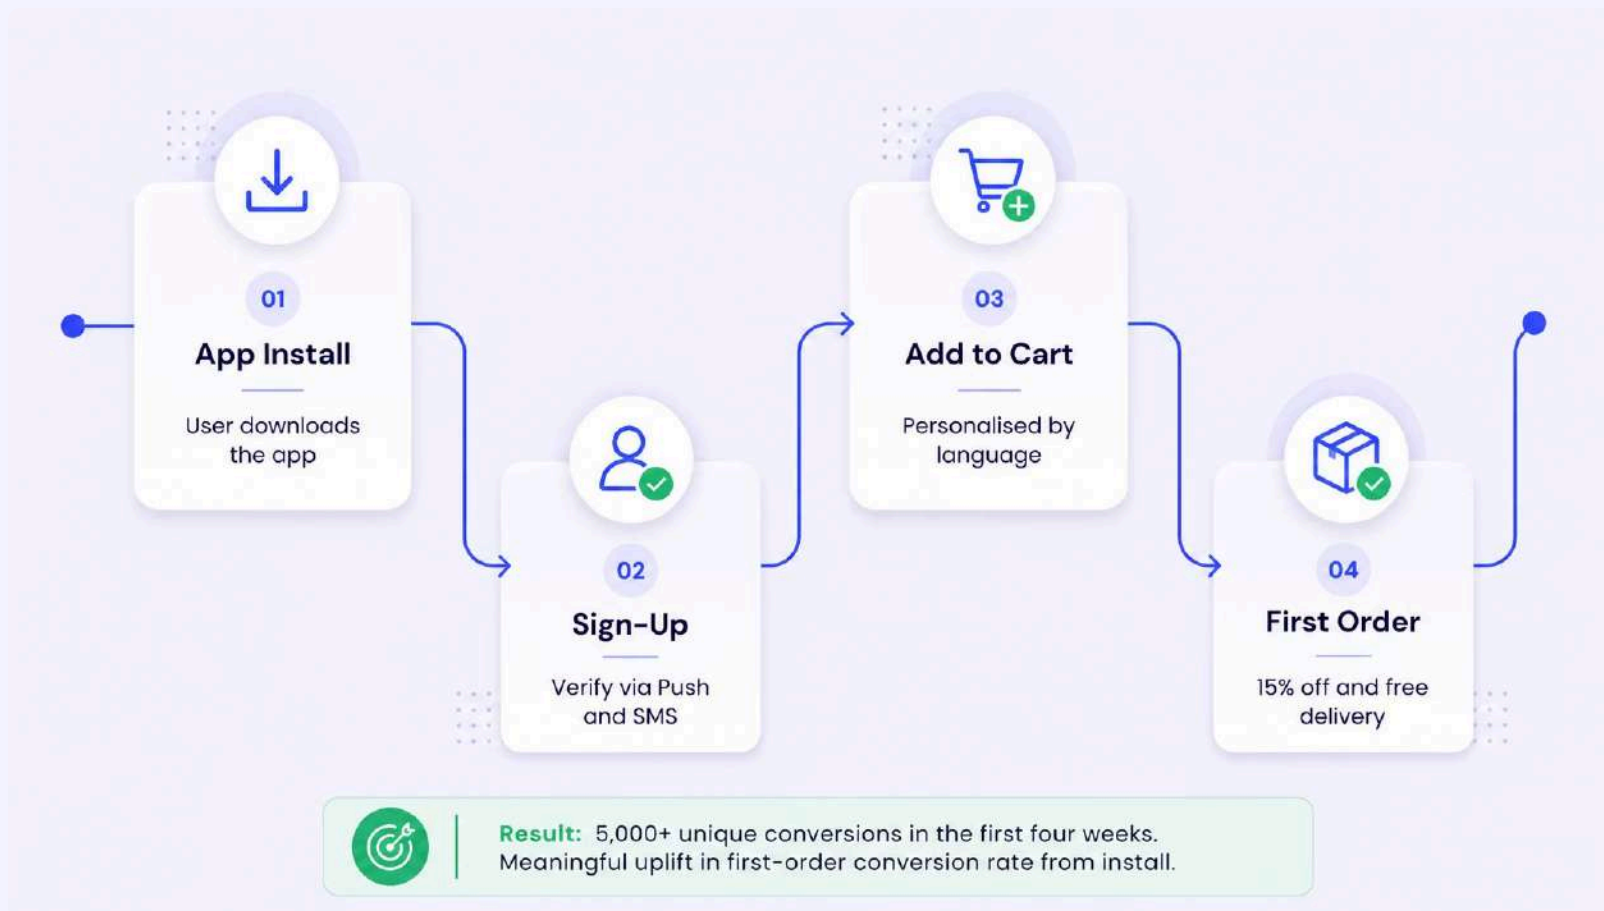 01
App Install
User downloads
the app
02
Sign-Up
Verify via Push
and SMS
03
Add to Cart
Personalised by
language
04
First Order
15% off and free
delivery
Result: 5,000+ unique conversions in the first four weeks.
Meaningful uplift in first-order conversion rate from install.